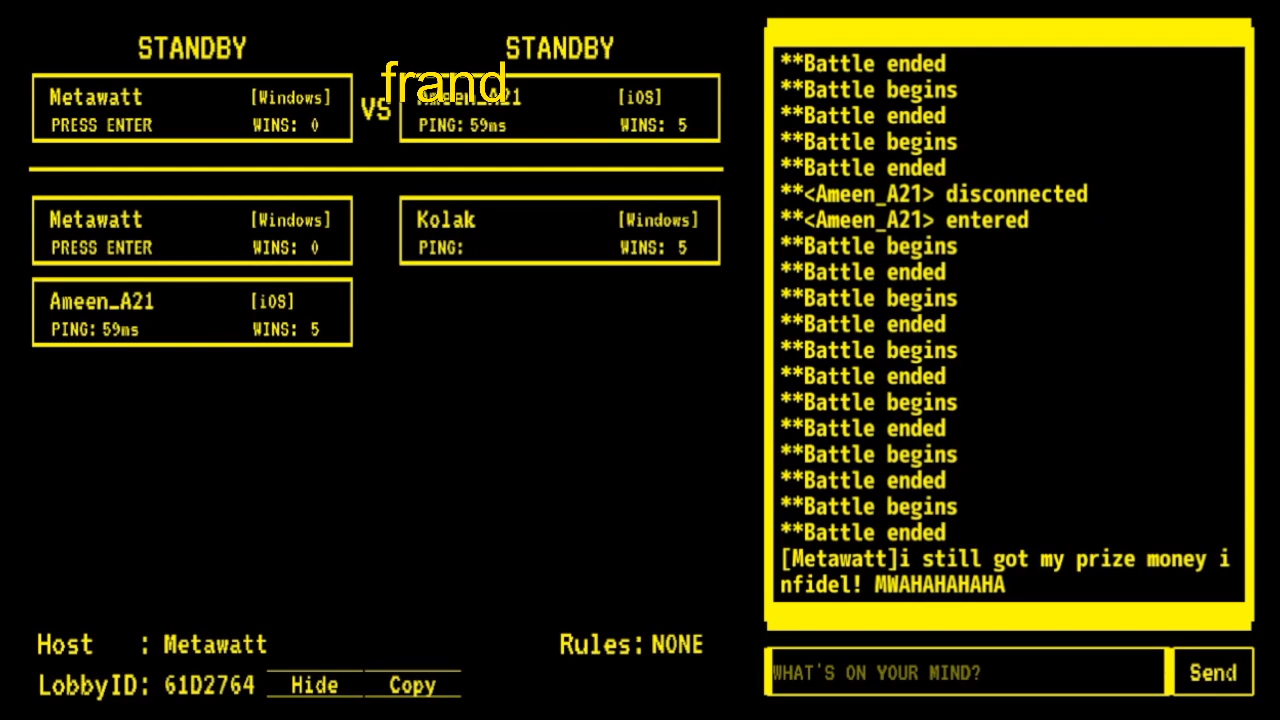 STANDBY STANDBY
frand
Metawatt [Windows] VS Ameen_A21 [iOS]
PRESS ENTER WINS: 0 PING: 59ms WINS: 5
Metawatt [Windows] Kolak [Windows]
PRESS ENTER WINS: 0 PING: WINS: 5
Ameen_A21 [iOS]
PING: 59ms WINS: 5
Host : Metawatt Rules: NONE
LobbyID: 61D2764 Hide Copy
**Battle ended
**Battle begins
**Battle ended
**Battle begins
**Battle ended
**<Ameen_A21> disconnected
**<Ameen_A21> entered
**Battle begins
**Battle ended
**Battle begins
**Battle ended
**Battle begins
**Battle ended
**Battle begins
**Battle ended
**Battle begins
**Battle ended
**Battle begins
**Battle ended
[Metawatt]i still got my prize money i
nfidel! MWAHAHAHAHA
WHAT'S ON YOUR MIND? Send